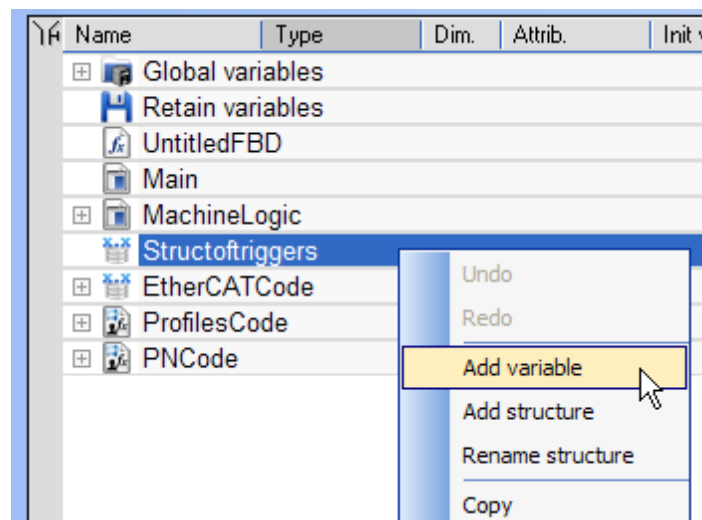 Name Type Dim. Attrib. Init v
Global variables
Retain variables
UntitledFBD
Main
MachineLogic
Structoftriggers
EtherCATCode
ProfilesCode
PNCode
Undo
Redo
Add variable
Add structure
Rename structure
Copy